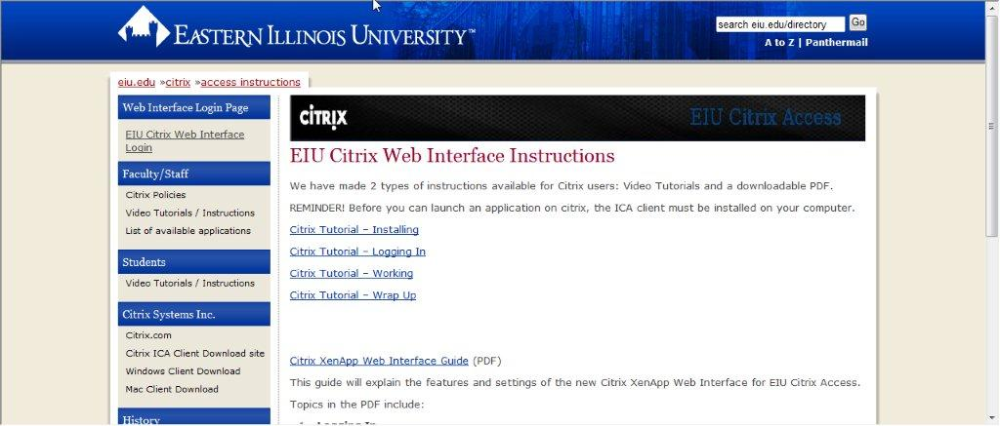 EASTERN ILLINOIS UNIVERSITY™
search eiu.edu/directory
Go
A to Z | Panthermail
eiu.edu »citrix »access instructions
Web Interface Login Page
EIU Citrix Web Interface
Login
Faculty/Staff
Citrix Policies
Video Tutorials / Instructions
List of available applications
Students
Video Tutorials / Instructions
Citrix Systems Inc.
Citrix.com
Citrix ICA Client Download site
Windows Client Download
Mac Client Download
History
CITRIX
EIU Citrix Access
EIU Citrix Web Interface Instructions
We have made 2 types of instructions available for Citrix users: Video Tutorials and a downloadable PDF.
REMINDER! Before you can launch an application on citrix, the ICA client must be installed on your computer.
Citrix Tutorial – Installing
Citrix Tutorial – Logging In
Citrix Tutorial – Working
Citrix Tutorial – Wrap Up
Citrix XenApp Web Interface Guide (PDF)
This guide will explain the features and settings of the new Citrix XenApp Web Interface for EIU Citrix Access.
Topics in the PDF include: